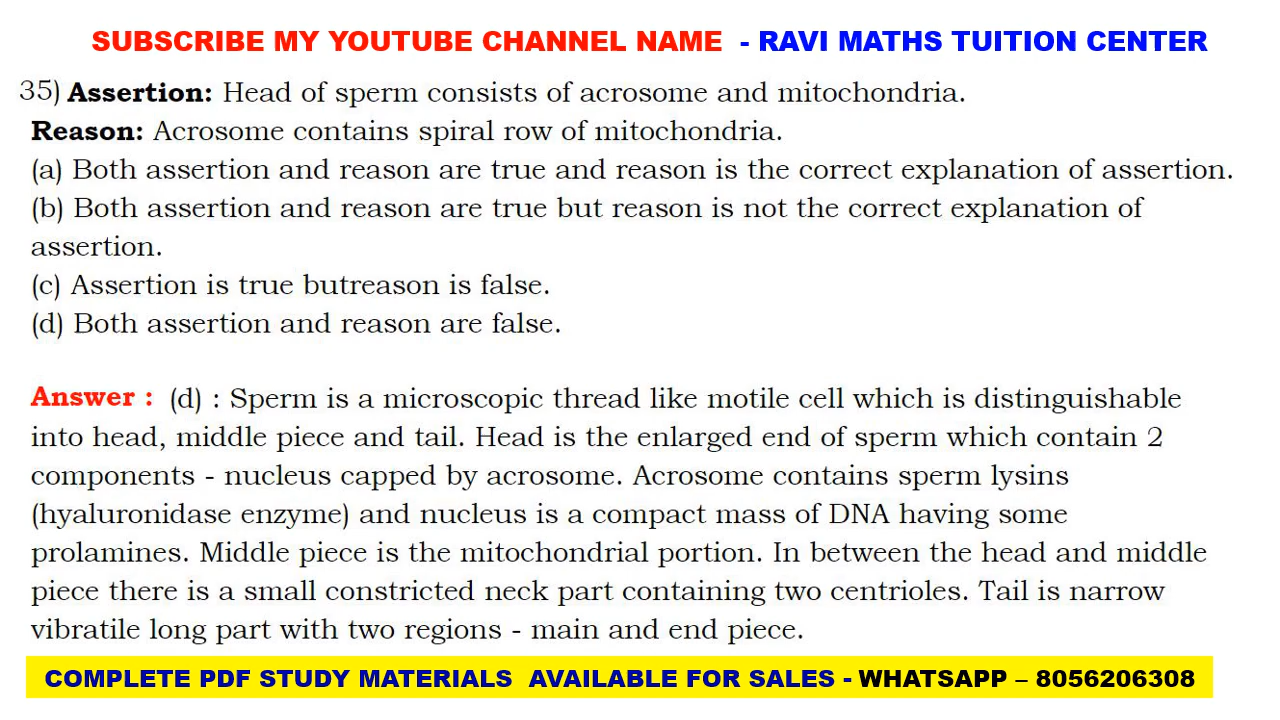 SUBSCRIBE MY YOUTUBE CHANNEL NAME - RAVI MATHS TUITION CENTER
35) Assertion: Head of sperm consists of acrosome and mitochondria.
Reason: Acrosome contains spiral row of mitochondria.
(a) Both assertion and reason are true and reason is the correct explanation of assertion.
(b) Both assertion and reason are true but reason is not the correct explanation of
assertion.
(c) Assertion is true butreason is false.
(d) Both assertion and reason are false.
Answer : (d) : Sperm is a microscopic thread like motile cell which is distinguishable
into head, middle piece and tail. Head is the enlarged end of sperm which contain 2
components - nucleus capped by acrosome. Acrosome contains sperm lysins
(hyaluronidase enzyme) and nucleus is a compact mass of DNA having some
prolamines. Middle piece is the mitochondrial portion. In between the head and middle
piece there is a small constricted neck part containing two centrioles. Tail is narrow
vibratile long part with two regions - main and end piece.
COMPLETE PDF STUDY MATERIALS AVAILABLE FOR SALES - WHATSAPP – 8056206308